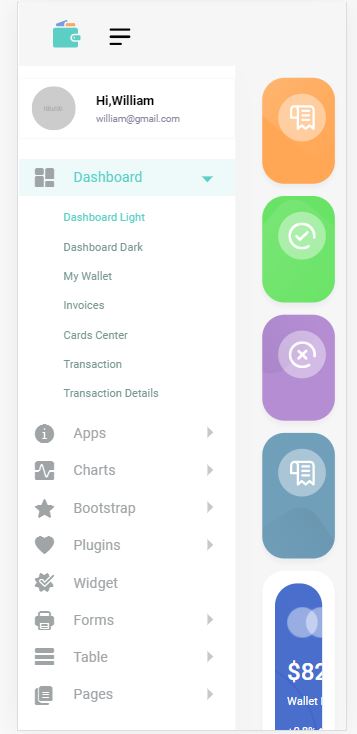 Hi,William
william@gmail.com
Dashboard
Dashboard Light
Dashboard Dark
My Wallet
Invoices
Cards Center
Transaction
Transaction Details
Apps
Charts
Bootstrap
Plugins
Widget
Forms
Table
Pages
$82
Wallet